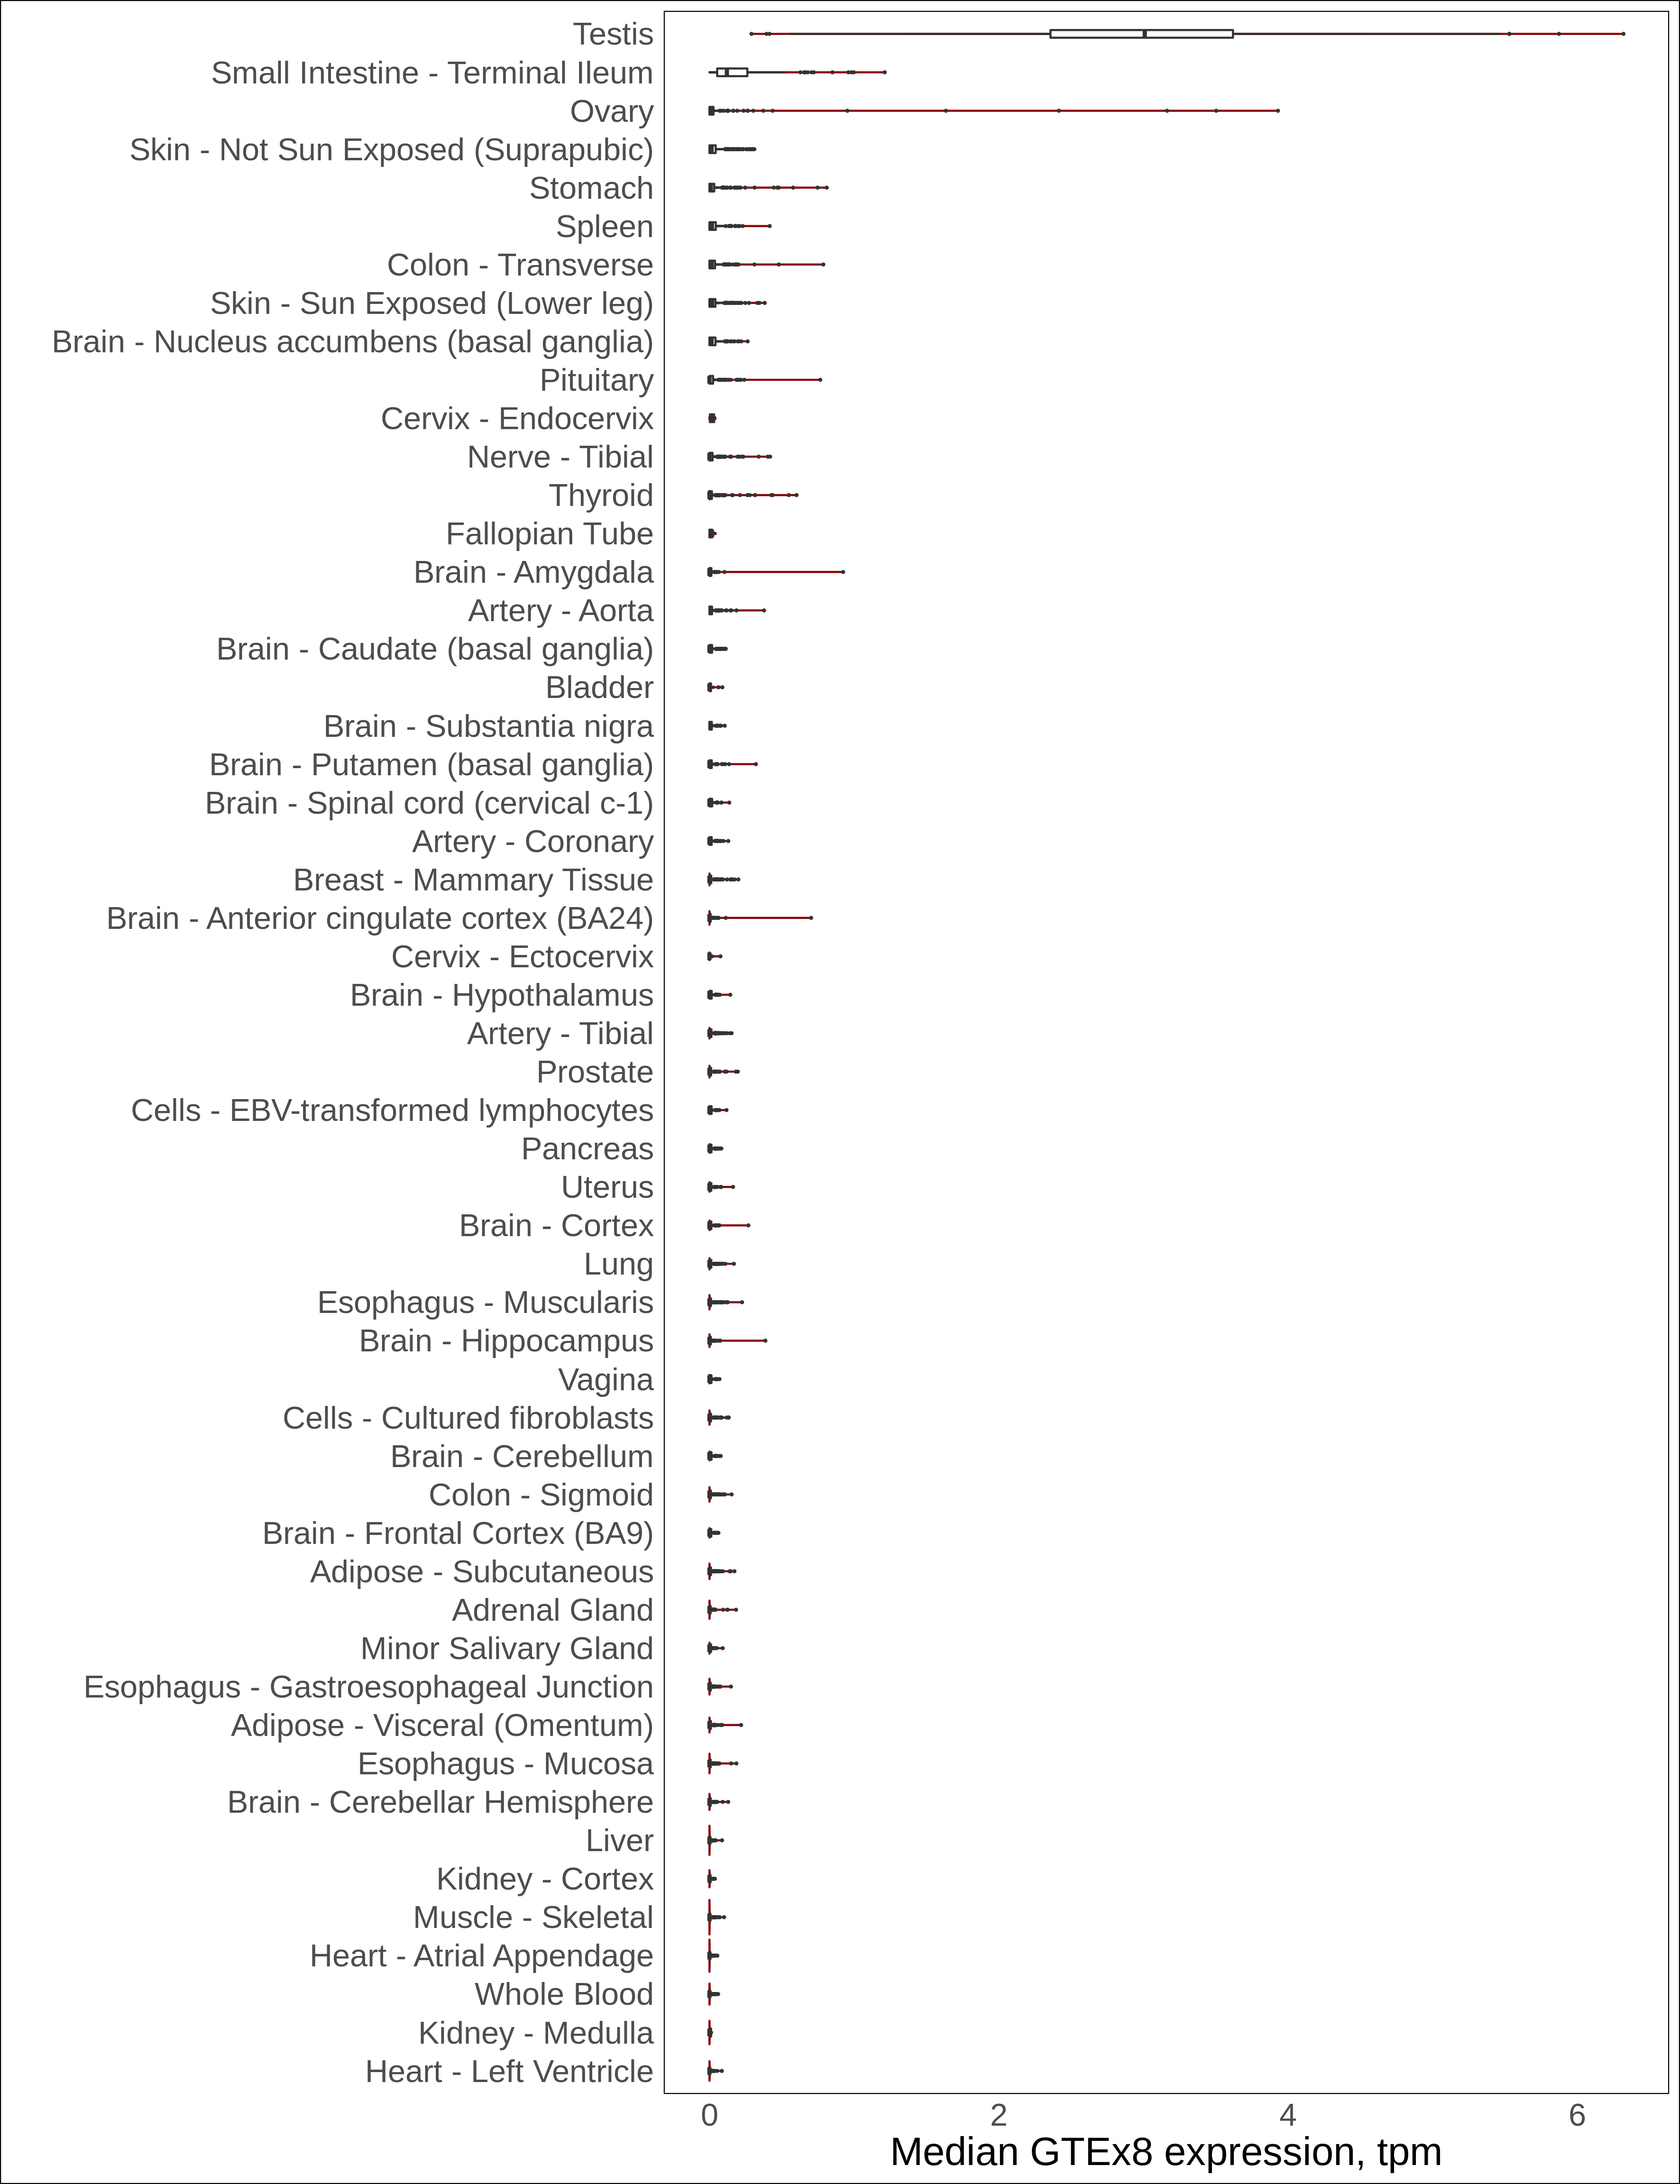 Testis
Small Intestine - Terminal Ileum
Ovary
Skin - Not Sun Exposed (Suprapubic)
Stomach
Spleen
Colon - Transverse
Skin - Sun Exposed (Lower leg)
Brain - Nucleus accumbens (basal ganglia)
Pituitary
Cervix - Endocervix
Nerve - Tibial
Thyroid
Fallopian Tube
Brain - Amygdala
Artery - Aorta
Brain - Caudate (basal ganglia)
Bladder
Brain - Substantia nigra
Brain - Putamen (basal ganglia)
Brain - Spinal cord (cervical c-1)
Artery - Coronary
Breast - Mammary Tissue
Brain - Anterior cingulate cortex (BA24)
Cervix - Ectocervix
Brain - Hypothalamus
Artery - Tibial
Prostate
Cells - EBV-transformed lymphocytes
Pancreas
Uterus
Brain - Cortex
Lung
Esophagus - Muscularis
Brain - Hippocampus
Vagina
Cells - Cultured fibroblasts
Brain - Cerebellum
Colon - Sigmoid
Brain - Frontal Cortex (BA9)
Adipose - Subcutaneous
Adrenal Gland
Minor Salivary Gland
Esophagus - Gastroesophageal Junction
Adipose - Visceral (Omentum)
Esophagus - Mucosa
Brain - Cerebellar Hemisphere
Liver
Kidney - Cortex
Muscle - Skeletal
Heart - Atrial Appendage
Whole Blood
Kidney - Medulla
Heart - Left Ventricle
0 2 4 6
Median GTEx8 expression, tpm